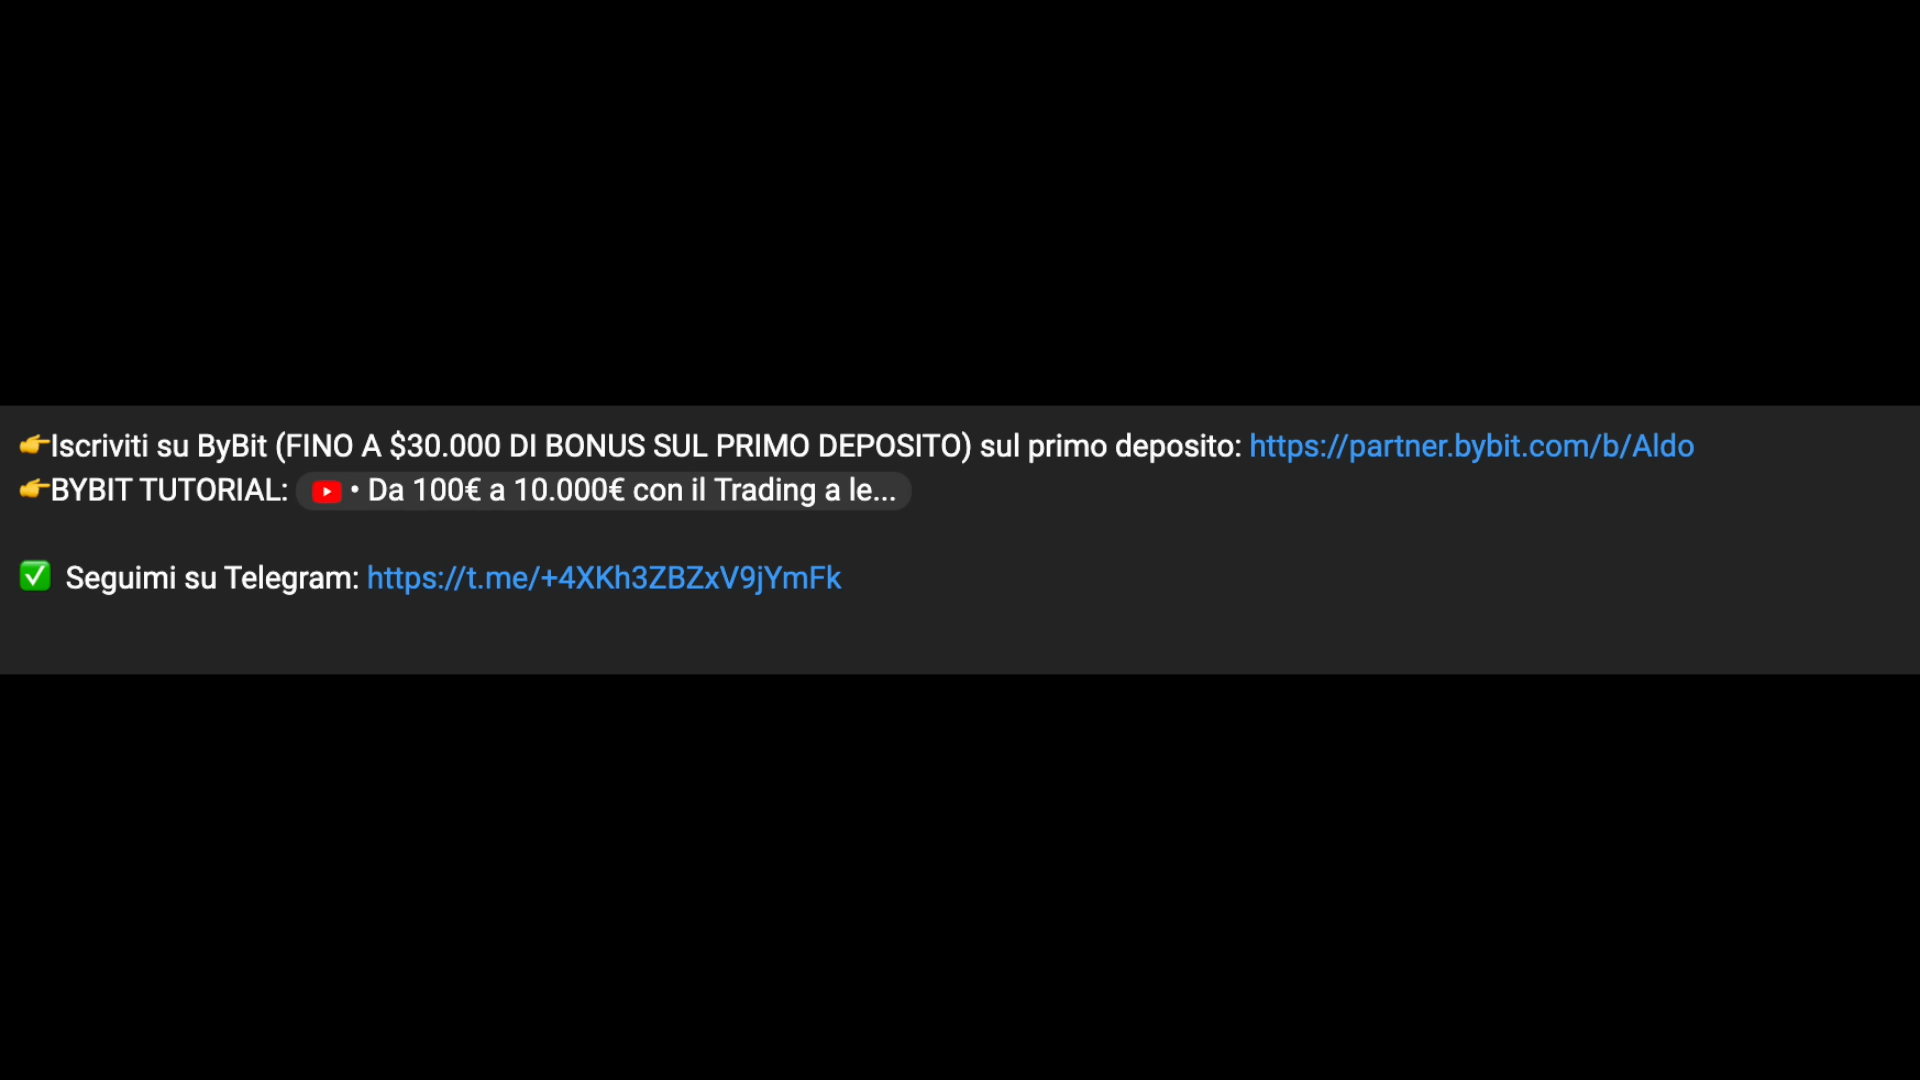 👉Iscriviti su ByBit (FINO A $30.000 DI BONUS SUL PRIMO DEPOSITO) sul primo deposito: https://partner.bybit.com/b/Aldo
👉BYBIT TUTORIAL: • Da 100€ a 10.000€ con il Trading a le...
✅ Seguimi su Telegram: https://t.me/+4XKh3ZBZxV9jYmFk